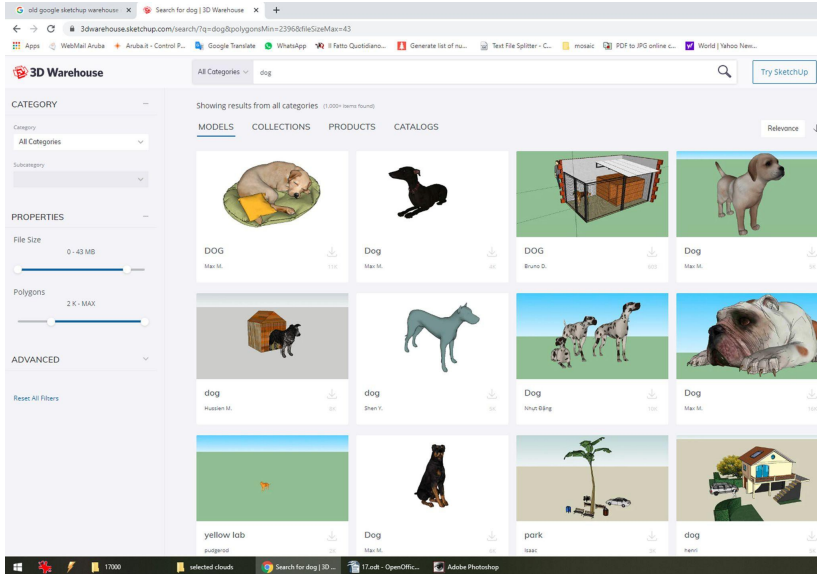 old google sketchup warehouse
Search for dog | 3D Warehouse
3dwarehouse.sketchup.com/search/?q=dog&polygonsMin=2396&fileSizeMax=43
Apps WebMail Aruba Aruba.it - Control P... Google Translate WhatsApp Il Fatto Quotidiano... Generate list of nu... Text File Splitter - C... mosaic PDF to JPG online c... World | Yahoo New...
3D Warehouse
All Categories dog
Try SketchUp
CATEGORY
Category
All Categories
Subcategory
PROPERTIES
File Size
0 - 43 MB
Polygons
2 K - MAX
ADVANCED
Reset All Filters
Showing results from all categories (1,000+ items found)
MODELS COLLECTIONS PRODUCTS CATALOGS
Relevance
DOG Dog DOG Dog
Max M. Max M. Bruno D. Max M.
dog dog Dog Dog
Husslen M. Shen Y. Nhựt Đặng Max M.
yellow lab Dog park dog
pudgerod Max M. Isaac henri
17000 selected clouds Search for dog | 3D ... 17.odt - OpenOffic... Adobe Photoshop